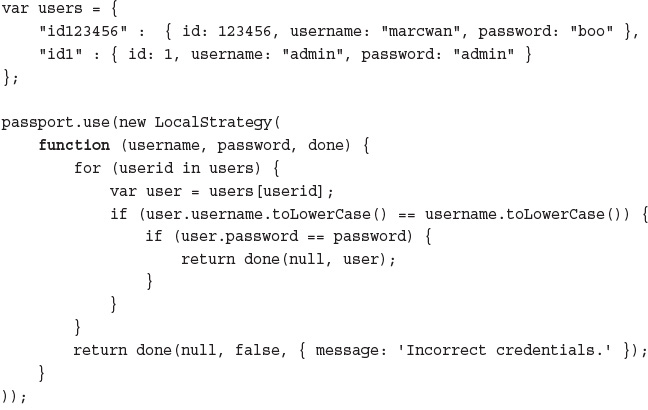 var users = {
    "id123456" :  { id: 123456, username: "marcwan", password: "boo" },
    "id1" : { id: 1, username: "admin", password: "admin" }
};

passport.use(new LocalStrategy(
    function (username, password, done) {
        for (userid in users) {
            var user = users[userid];
            if (user.username.toLowerCase() == username.toLowerCase()) {
                if (user.password == password) {
                    return done(null, user);
                }
            }
        }
        return done(null, false, { message: 'Incorrect credentials.' });
    }
));